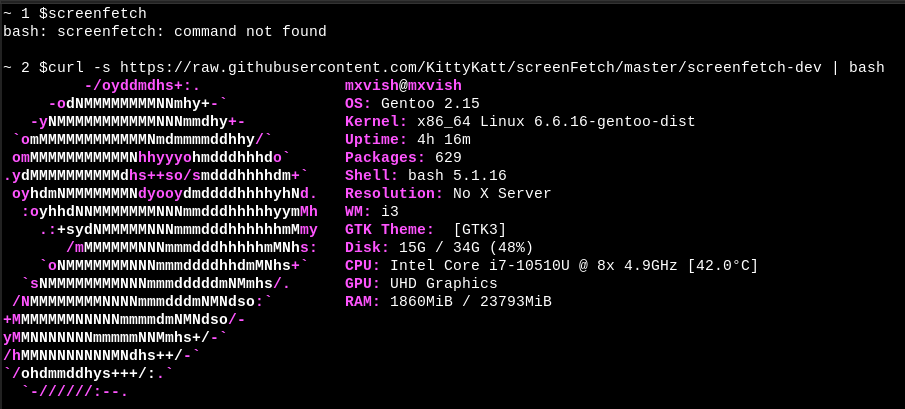 ~ 1 $screenfetch
bash: screenfetch: command not found

~ 2 $curl -s https://raw.githubusercontent.com/KittyKatt/screenFetch/master/screenfetch-dev | bash
         -/oyddmdhs+:.                mxvish@mxvish
     -odNMMMMMMMMNNmhy+-`             OS: Gentoo 2.15
   -yNMMMMMMMMMMMNNNmmdhy+-           Kernel: x86_64 Linux 6.6.16-gentoo-dist
 `omMMMMMMMMMMMMNmdmmmmddhhy/`        Uptime: 4h 16m
 omMMMMMMMMMMMNhhyyyohmdddhhhdo`      Packages: 629
.ydMMMMMMMMMMdhs++so/smdddhhhhdm+`    Shell: bash 5.1.16
 oyhdmNMMMMMMMNdyooydmddddhhhhyhNd.   Resolution: No X Server
  :oyhhdNNMMMMMMMNNNmmdddhhhhhyymMh   WM: i3
    .:+sydNMMMMMNNNmmmdddhhhhhhmMmy   GTK Theme:  [GTK3]
       /mMMMMMMNNNmmmdddhhhhhmMNhs:   Disk: 15G / 34G (48%)
    `oNMMMMMMMNNNmmmddddhhdmMNhs+`    CPU: Intel Core i7-10510U @ 8x 4.9GHz [42.0°C]
  `sNMMMMMMMMNNNmmmdddddmNMmhs/.      GPU: UHD Graphics
 /NMMMMMMMMNNNNmmmdddmNMNdso:`        RAM: 1860MiB / 23793MiB
+MMMMMMMNNNNNmmmmdmNMNdso/-
yMMNNNNNNNmmmmmNNMmhs+/-`
/hMMNNNNNNNNMNdhs++/-`
`/ohdmmddhys+++/:.`
  `-//////:--.